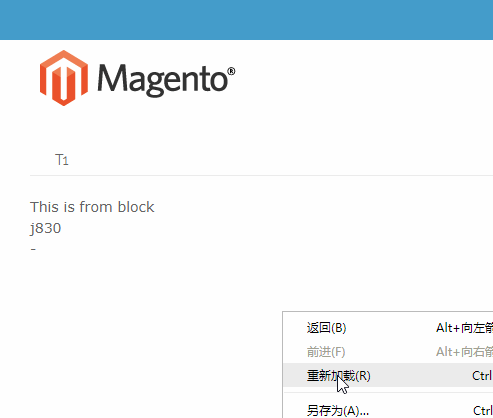 Magento®
T1
This is from block
j830
-
返回(B) Alt+向左箭
前进(F) Alt+向右箭
重新加载(R) Ctrl
另存为(A)... Ctrl